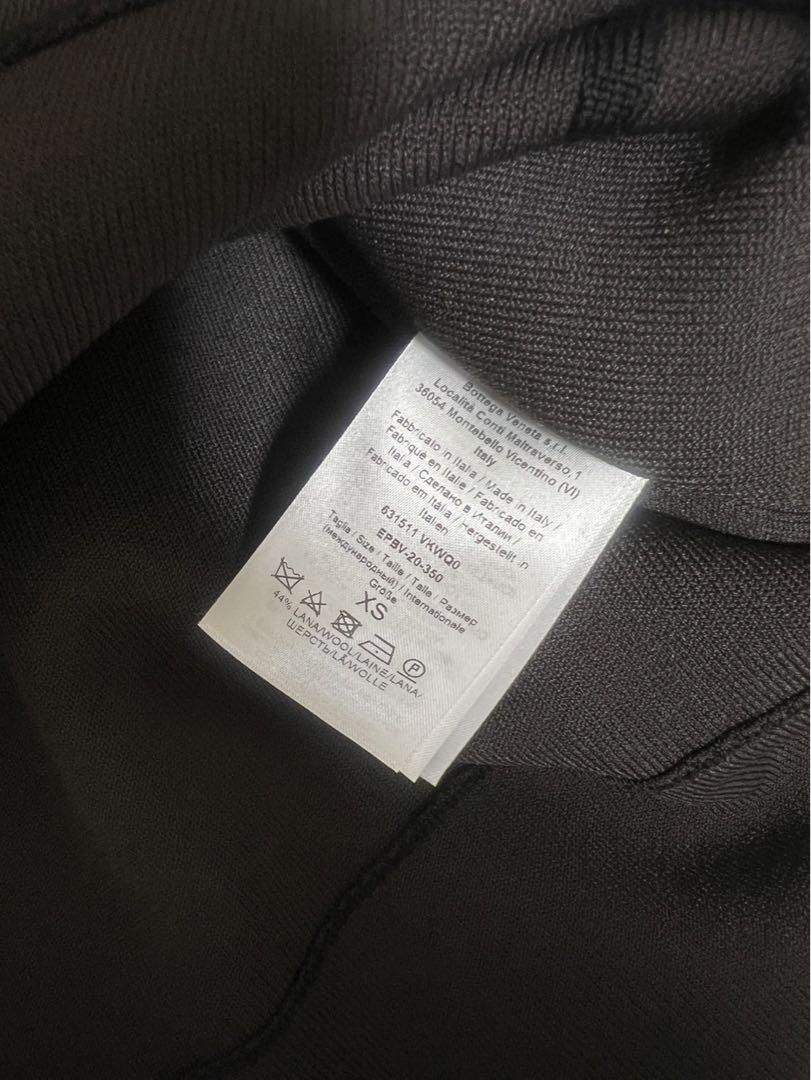 Bottega Veneta s.r.l.
Località Conti Maltraverso,1
36054 Montebello Vicentino (VI)
Italy
Fabbricato in Italia / Made in Italy /
Fabriqué en Italie / Fabricado en
Italia / Сделано в Италии /
Fabricado em Itália / Hergestellt in
Italien
631511 VKWQ0
EPBV-20-350
Taglia / Size / Taille / Talla / Размер
(международный) / Internationale
Größe
XS
P
44% LANA/WOOL/LAINE/LANA/
ШЕРСТЬ/LÃ/WOLLE